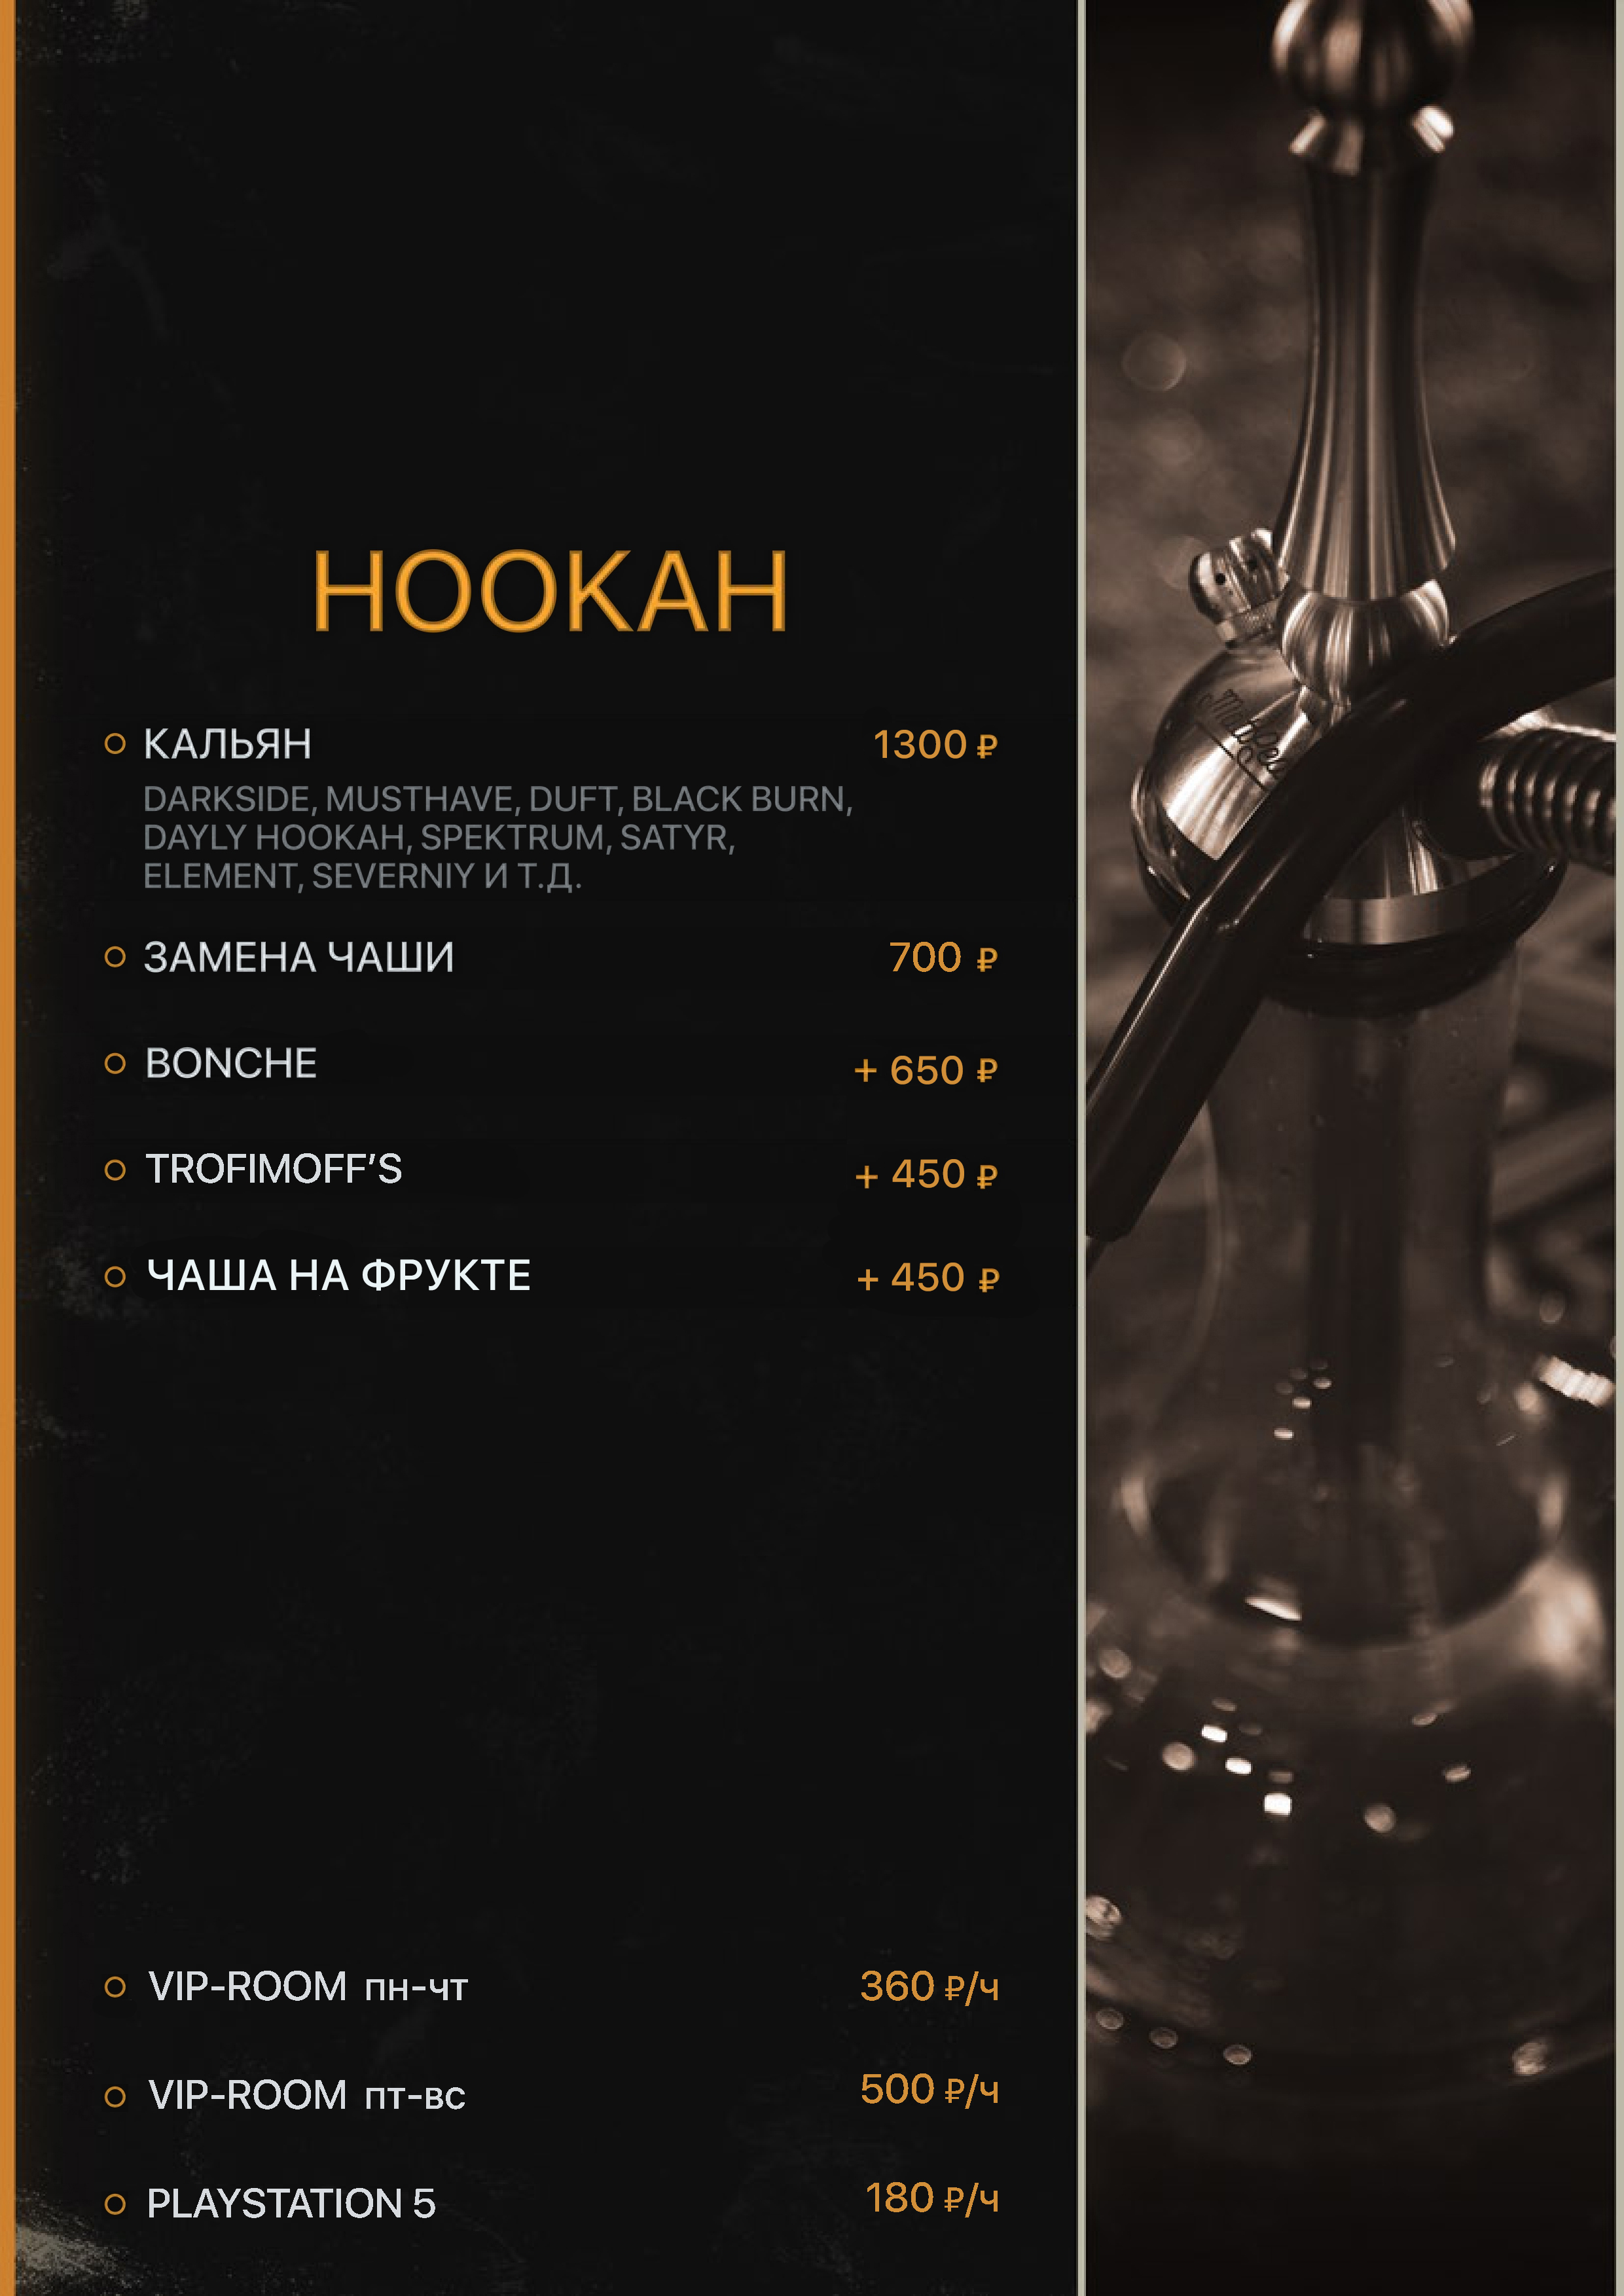 HOOKAH
КАЛЬЯН 1300 ₽
DARKSIDE, MUSTHAVE, DUFT, BLACK BURN,
DAYLY HOOKAH, SPEKTRUM, SATYR,
ELEMENT, SEVERNIY И Т.Д.
ЗАМЕНА ЧАШИ 700 ₽
BONCHE + 650 ₽
TROFIMOFF’S + 450 ₽
ЧАША НА ФРУКТЕ + 450 ₽
VIP-ROOM пн-чт 360 ₽/ч
VIP-ROOM пт-вс 500 ₽/ч
PLAYSTATION 5 180 ₽/ч